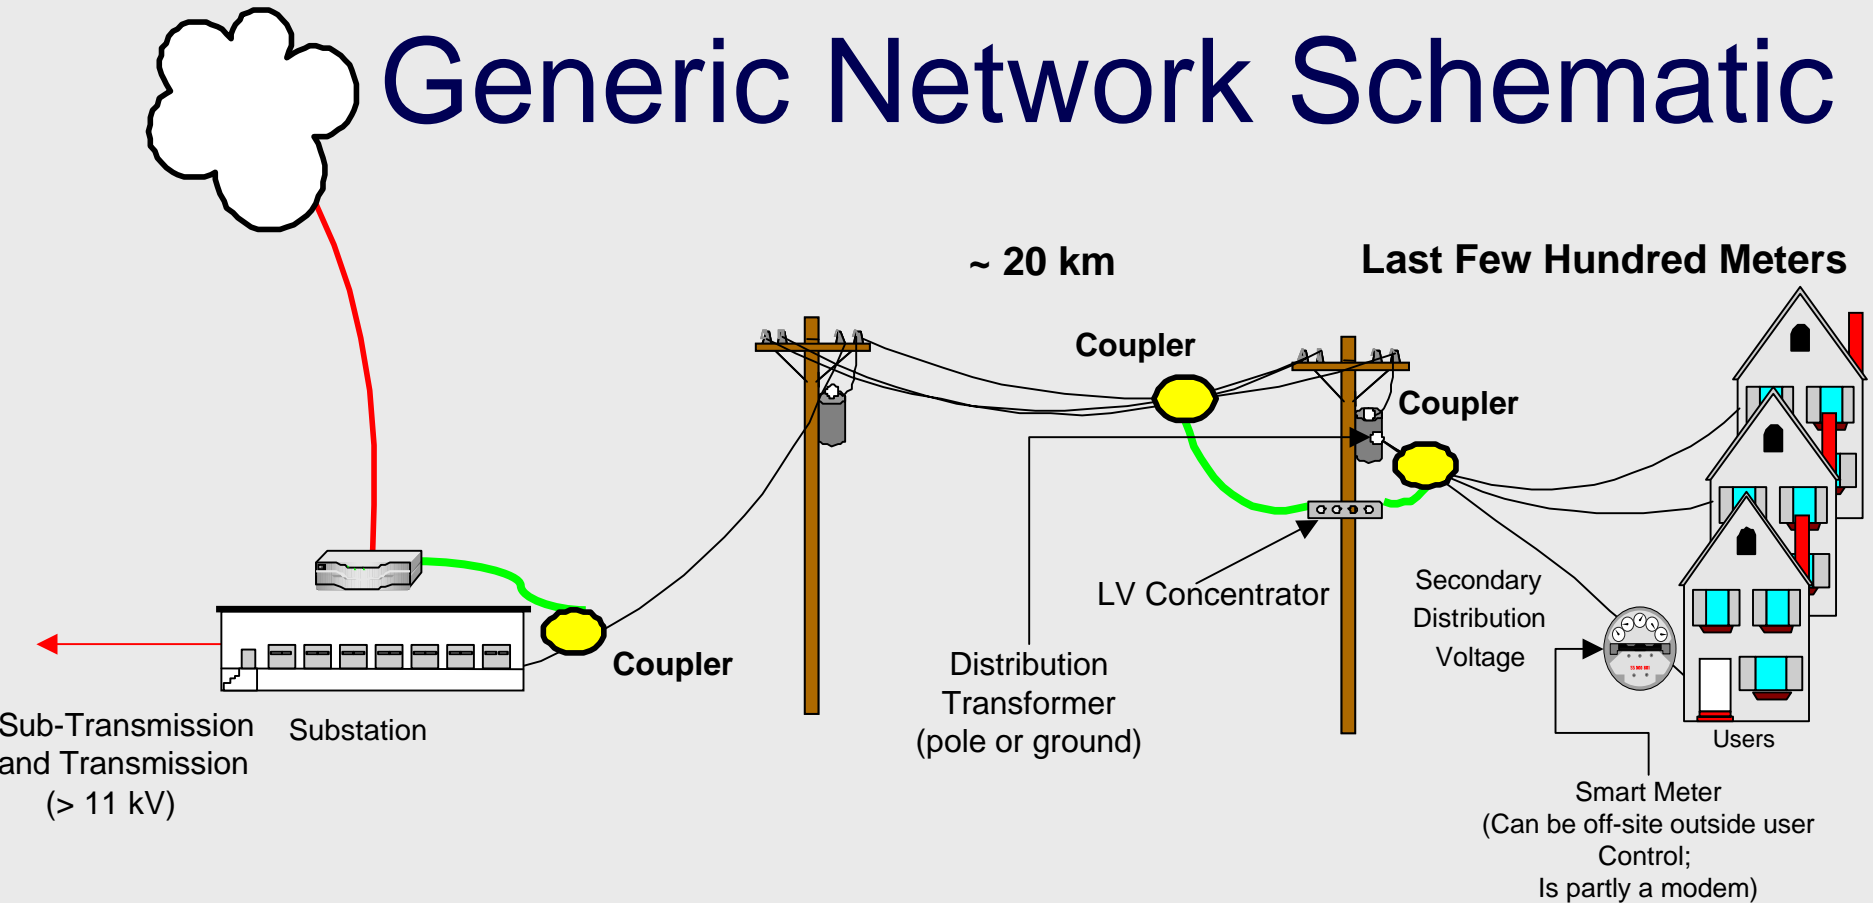 Generic Network Schematic
~ 20 km
Last Few Hundred Meters
Coupler
Coupler
LV Concentrator
Secondary
Distribution
Voltage
Coupler
Distribution
Transformer
(pole or ground)
Sub-Transmission
and Transmission
(> 11 kV)
Substation
Users
Smart Meter
(Can be off-site outside user
Control;
Is partly a modem)